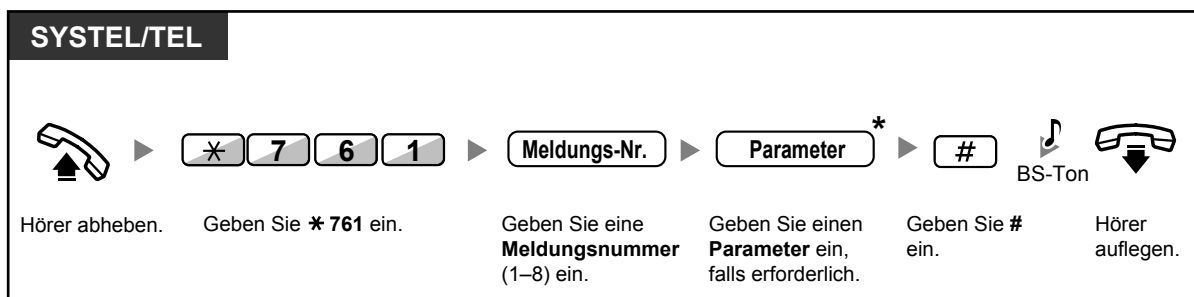 SYSTEL/TEL
✳ 7 6 1 Meldungs-Nr. Parameter * #
BS-Ton
Hörer abheben.
Geben Sie ✳ 761 ein.
Geben Sie eine
Meldungsnummer
(1–8) ein.
Geben Sie einen
Parameter ein,
falls erforderlich.
Geben Sie #
ein.
Hörer
auflegen.